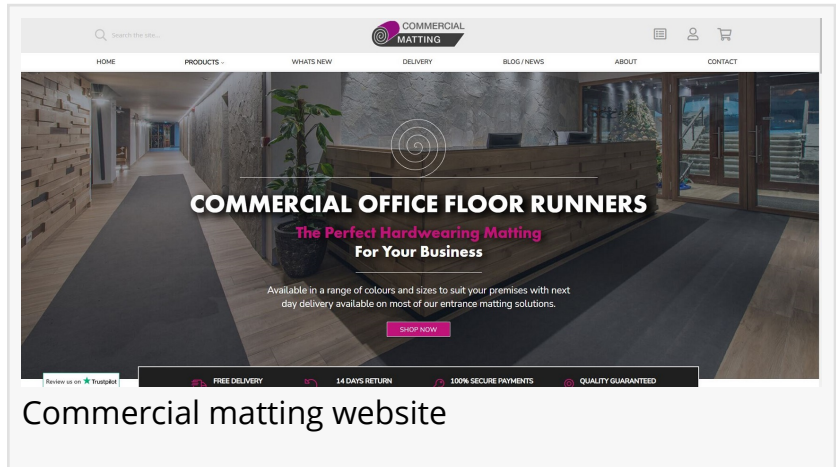 Search the site...
COMMERCIAL
MATTING
HOME PRODUCTS WHATS NEW DELIVERY BLOG / NEWS ABOUT CONTACT
COMMERCIAL OFFICE FLOOR RUNNERS
The Perfect Hardwearing Matting
For Your Business
Available in a range of colours and sizes to suit your premises with next
day delivery available on most of our entrance matting solutions.
SHOP NOW
Review us on Trustpilot
FREE DELIVERY 14 DAYS RETURN 100% SECURE PAYMENTS QUALITY GUARANTEED
Commercial matting website